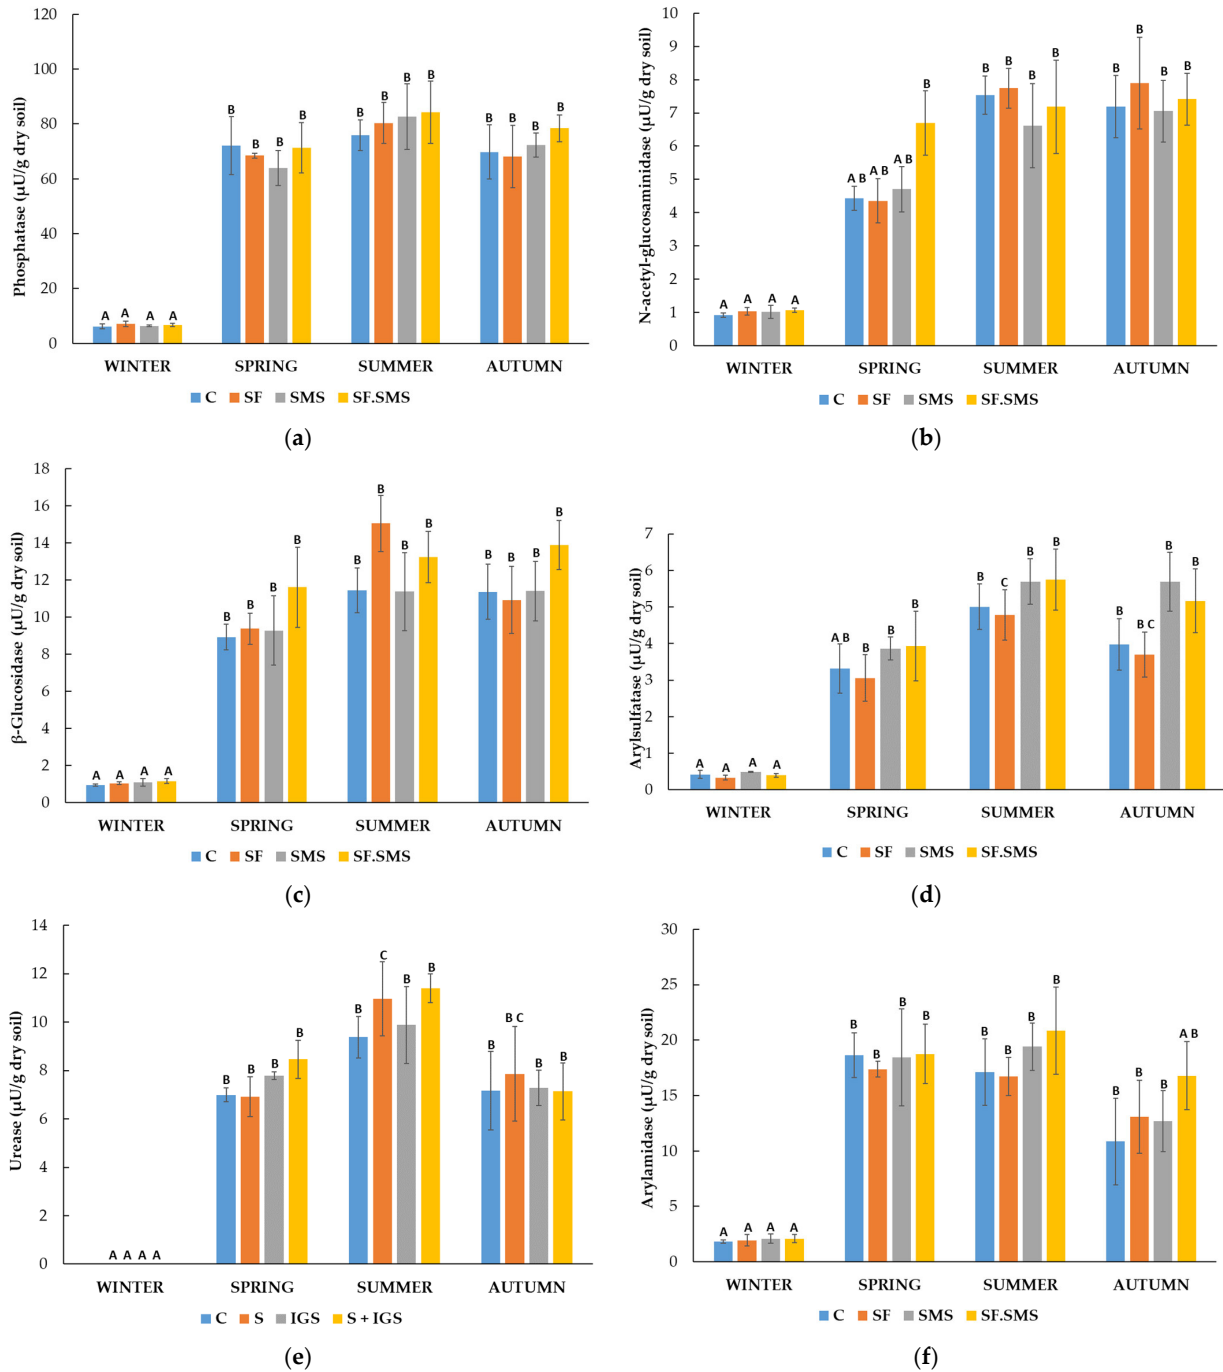 Phosphatase (µU/g dry soil)
120
100
80
60
40
20
0
A A A A
B B B B
B B B B
B B B B
WINTER SPRING SUMMER AUTUMN
C SF SMS SF.SMS
(a)
N-acetyl-glucosaminidase (µU/g dry soil)
10
9
8
7
6
5
4
3
2
1
0
A A A A
A B A B A B B
B B B B
B B B B
WINTER SPRING SUMMER AUTUMN
C SF SMS SF.SMS
(b)
β-Glucosidase (µU/g dry soil)
18
16
14
12
10
8
6
4
2
0
A A A A
B B B B
B B B B
B B B B
WINTER SPRING SUMMER AUTUMN
C SF SMS SF.SMS
(c)
Arylsulfatase (µU/g dry soil)
7
6
5
4
3
2
1
0
A A A A
A B B B B
B C B B
B B C B B
WINTER SPRING SUMMER AUTUMN
C SF SMS SF.SMS
(d)
Urease (µU/g dry soil)
14
12
10
8
6
4
2
0
A A A A
B B B B
B C B B
B B C B B
WINTER SPRING SUMMER AUTUMN
C S IGS S + IGS
(e)
Arylamidase (µU/g dry soil)
30
25
20
15
10
5
0
A A A A
B B B B
B B B B
B B B A B
WINTER SPRING SUMMER AUTUMN
C SF SMS SF.SMS
(f)